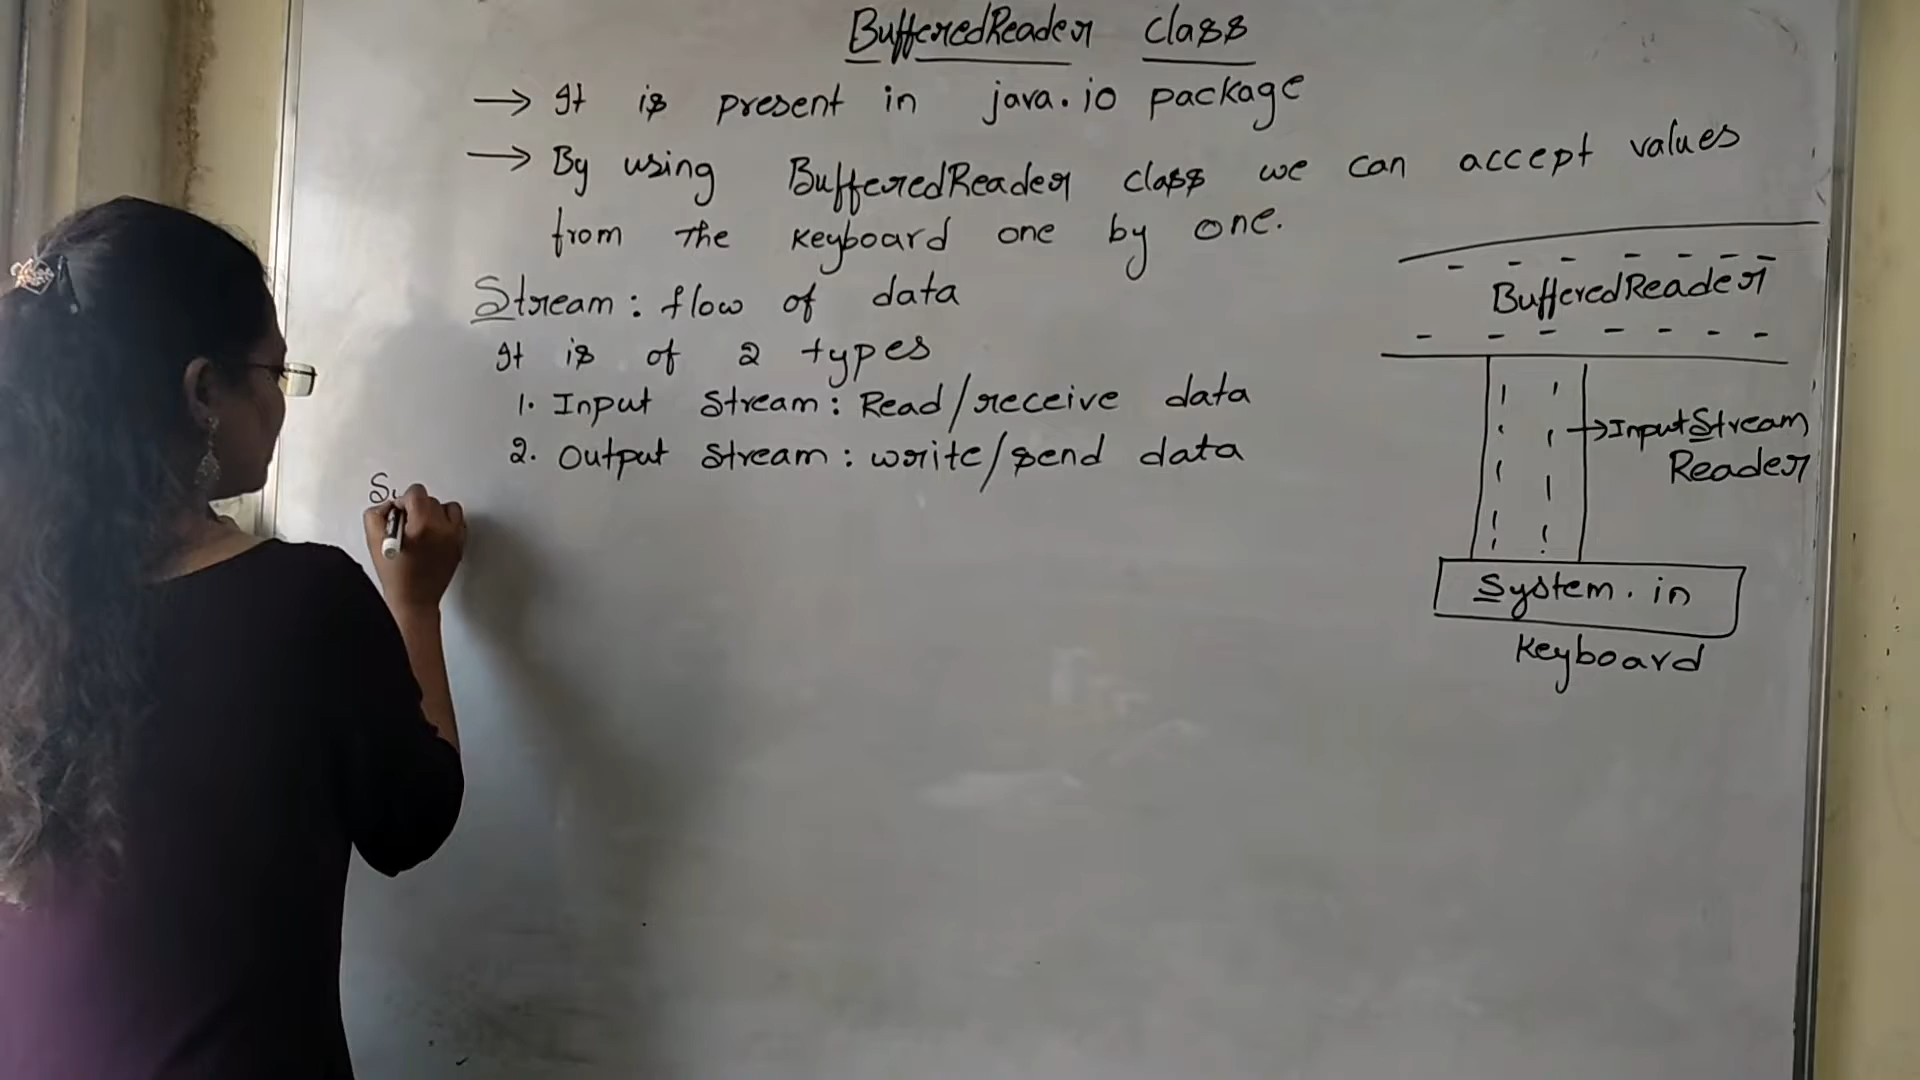 BufferedReader class
→ It is present in java.io package
→ By using BufferedReader class we can accept values
from the keyboard one by one.
Stream: flow of data
It is of 2 types
1. Input stream: Read/receive data
2. Output stream: write/send data
BufferedReader
→InputStream
Reader
System.in
Keyboard